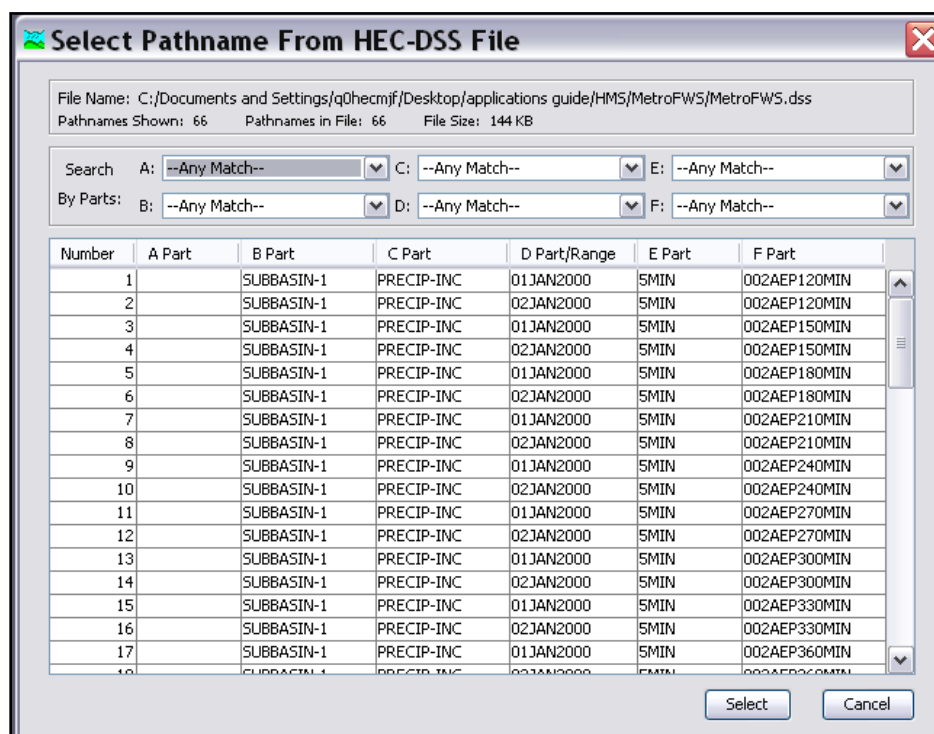 Select Pathname From HEC-DSS File
File Name: C:/Documents and Settings/q0hecmjf/Desktop/applications guide/HMS/MetroFWS/MetroFWS.dss
Pathnames Shown: 66 Pathnames in File: 66 File Size: 144 KB
Search A: --Any Match-- C: --Any Match-- E: --Any Match--
By Parts: B: --Any Match-- D: --Any Match-- F: --Any Match--
Number A Part B Part C Part D Part/Range E Part F Part
1 SUBBASIN-1 PRECIP-INC 01JAN2000 5MIN 002AEP120MIN
2 SUBBASIN-1 PRECIP-INC 02JAN2000 5MIN 002AEP120MIN
3 SUBBASIN-1 PRECIP-INC 01JAN2000 5MIN 002AEP150MIN
4 SUBBASIN-1 PRECIP-INC 02JAN2000 5MIN 002AEP150MIN
5 SUBBASIN-1 PRECIP-INC 01JAN2000 5MIN 002AEP180MIN
6 SUBBASIN-1 PRECIP-INC 02JAN2000 5MIN 002AEP180MIN
7 SUBBASIN-1 PRECIP-INC 01JAN2000 5MIN 002AEP210MIN
8 SUBBASIN-1 PRECIP-INC 02JAN2000 5MIN 002AEP210MIN
9 SUBBASIN-1 PRECIP-INC 01JAN2000 5MIN 002AEP240MIN
10 SUBBASIN-1 PRECIP-INC 02JAN2000 5MIN 002AEP240MIN
11 SUBBASIN-1 PRECIP-INC 01JAN2000 5MIN 002AEP270MIN
12 SUBBASIN-1 PRECIP-INC 02JAN2000 5MIN 002AEP270MIN
13 SUBBASIN-1 PRECIP-INC 01JAN2000 5MIN 002AEP300MIN
14 SUBBASIN-1 PRECIP-INC 02JAN2000 5MIN 002AEP300MIN
15 SUBBASIN-1 PRECIP-INC 01JAN2000 5MIN 002AEP330MIN
16 SUBBASIN-1 PRECIP-INC 02JAN2000 5MIN 002AEP330MIN
17 SUBBASIN-1 PRECIP-INC 01JAN2000 5MIN 002AEP360MIN
Select Cancel